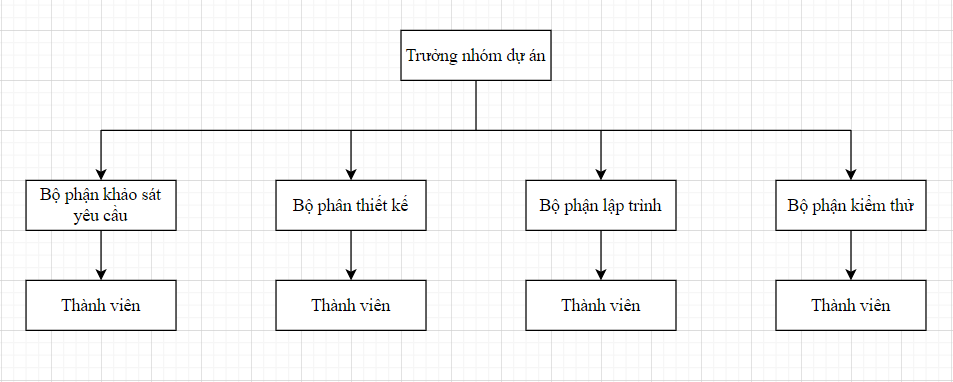 Trưởng nhóm dự án
Bộ phận khảo sát
yêu cầu
Bộ phân thiết kế
Bộ phận lập trình
Bộ phận kiểm thử
Thành viên
Thành viên
Thành viên
Thành viên